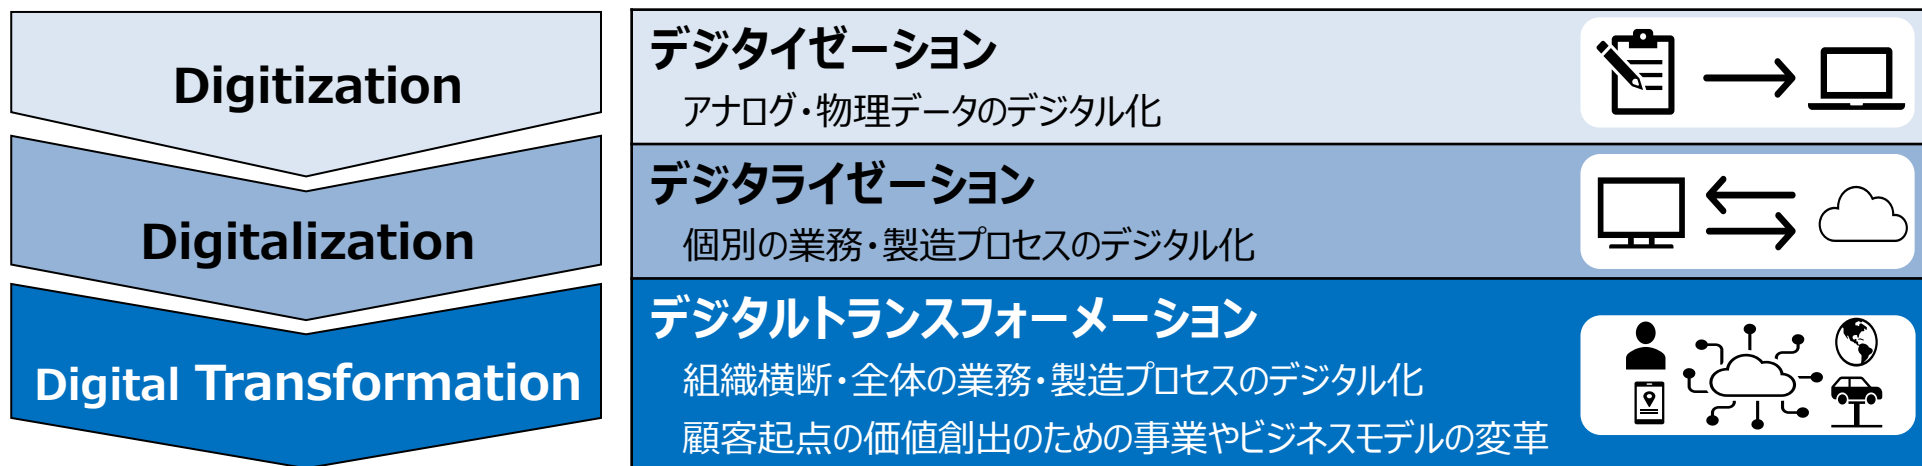 Digitization
デジタイゼーション
アナログ・物理データのデジタル化
Digitalization
デジタライゼーション
個別の業務・製造プロセスのデジタル化
Digital Transformation
デジタルトランスフォーメーション
組織横断・全体の業務・製造プロセスのデジタル化
顧客起点の価値創出のための事業やビジネスモデルの変革